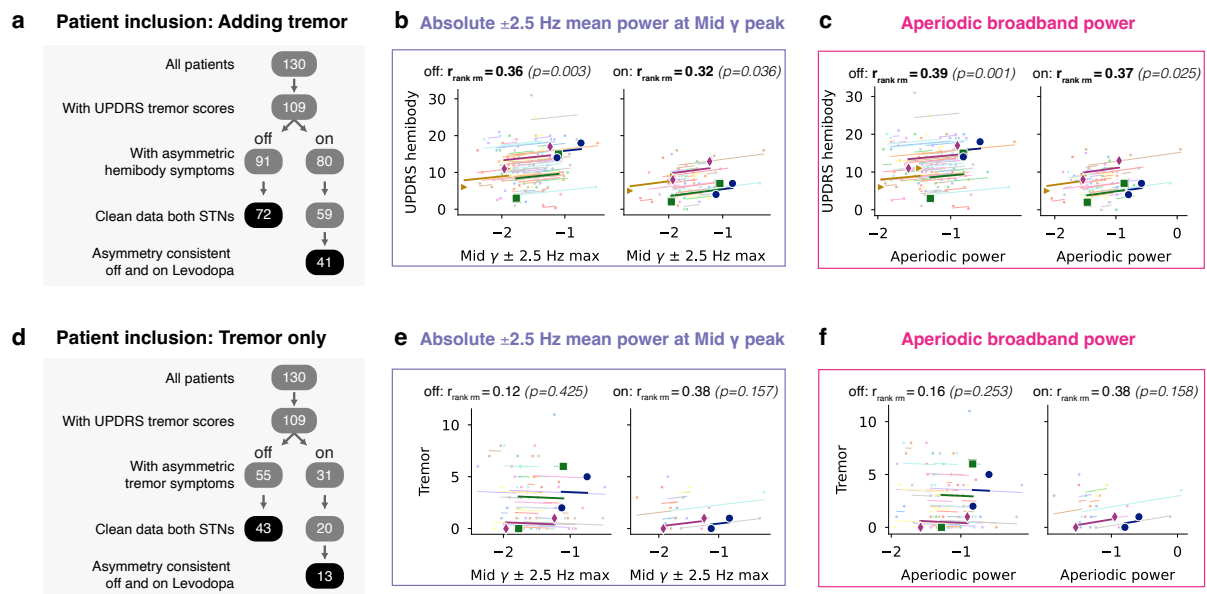 a Patient inclusion: Adding tremor
All patients 130
With UPDRS tremor scores 109
off on
With asymmetric
hemibody symptoms 91 80
Clean data both STNs 72 59
Asymmetry consistent
off and on Levodopa 41
b Absolute ±2.5 Hz mean power at Mid γ peak
off: r rank rm = 0.36 (p=0.003) on: r rank rm = 0.32 (p=0.036)
UPDRS hemibody
30
20
10
0
−2 −1 −2 −1
Mid γ ± 2.5 Hz max Mid γ ± 2.5 Hz max
c Aperiodic broadband power
off: r rank rm = 0.39 (p=0.001) on: r rank rm = 0.37 (p=0.025)
UPDRS hemibody
30
20
10
0
−2 −1 −2 −1 0
Aperiodic power Aperiodic power
d Patient inclusion: Tremor only
All patients 130
With UPDRS tremor scores 109
off on
With asymmetric
tremor symptoms 55 31
Clean data both STNs 43 20
Asymmetry consistent
off and on Levodopa 13
e Absolute ±2.5 Hz mean power at Mid γ peak
off: r rank rm = 0.12 (p=0.425) on: r rank rm = 0.38 (p=0.157)
Tremor
10
5
0
−2 −1 −2 −1
Mid γ ± 2.5 Hz max Mid γ ± 2.5 Hz max
f Aperiodic broadband power
off: r rank rm = 0.16 (p=0.253) on: r rank rm = 0.38 (p=0.158)
Tremor
10
5
0
−2 −1 −1 0
Aperiodic power Aperiodic power